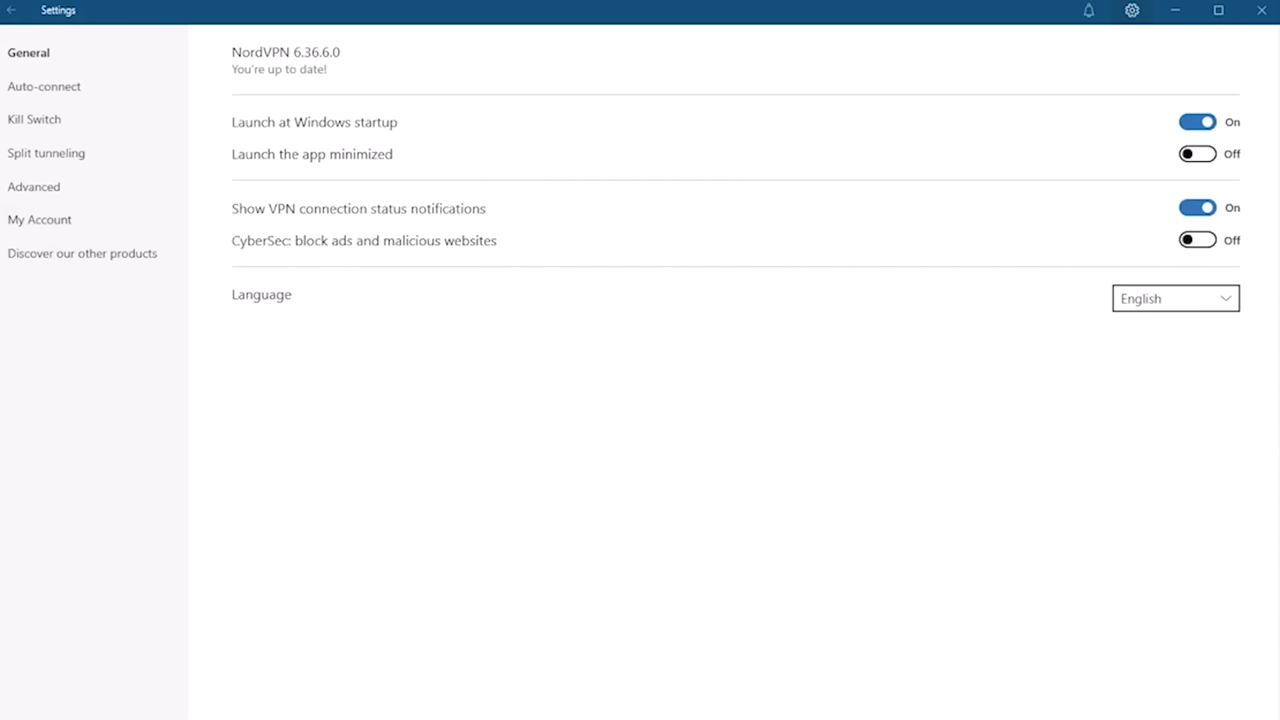 Settings
General
Auto-connect
Kill Switch
Split tunneling
Advanced
My Account
Discover our other products
NordVPN 6.36.6.0
You're up to date!
Launch at Windows startup
On
Launch the app minimized
Off
Show VPN connection status notifications
On
CyberSec: block ads and malicious websites
Off
Language
English